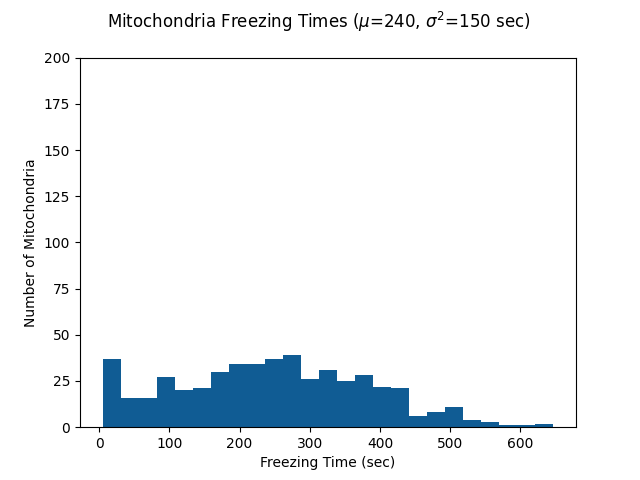 Mitochondria Freezing Times (μ=240, σ²=150 sec)
200
175
150
125
100
75
50
25
0
Number of Mitochondria
0 100 200 300 400 500 600
Freezing Time (sec)